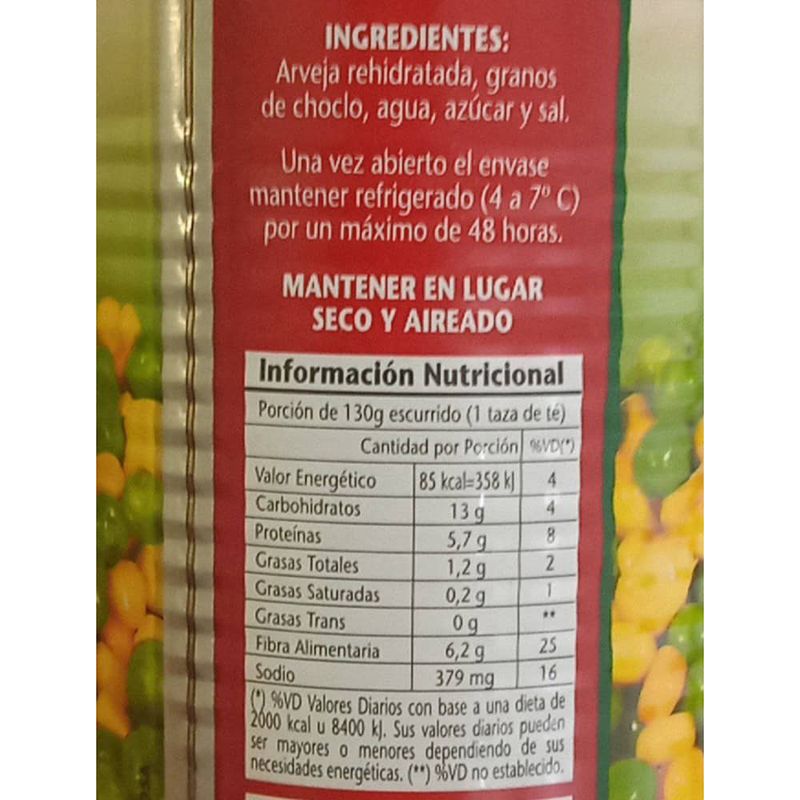 INGREDIENTES:
Arveja rehidratada, granos
de choclo, agua, azúcar y sal.
Una vez abierto el envase
mantener refrigerado (4 a 7º C)
por un máximo de 48 horas.
MANTENER EN LUGAR
SECO Y AIREADO
Información Nutricional
Porción de 130g escurrido (1 taza de té)
Cantidad por Porción %VD(*)
Valor Energético 85 kcal=358 kJ 4
Carbohidratos 13 g 4
Proteínas 5,7 g 8
Grasas Totales 1,2 g 2
Grasas Saturadas 0,2 g 1
Grasas Trans 0 g **
Fibra Alimentaria 6,2 g 25
Sodio 379 mg 16
(*) %VD Valores Diarios con base a una dieta de
2000 kcal u 8400 kJ. Sus valores diarios pueden
ser mayores o menores dependiendo de sus
necesidades energéticas. (**) %VD no establecido.